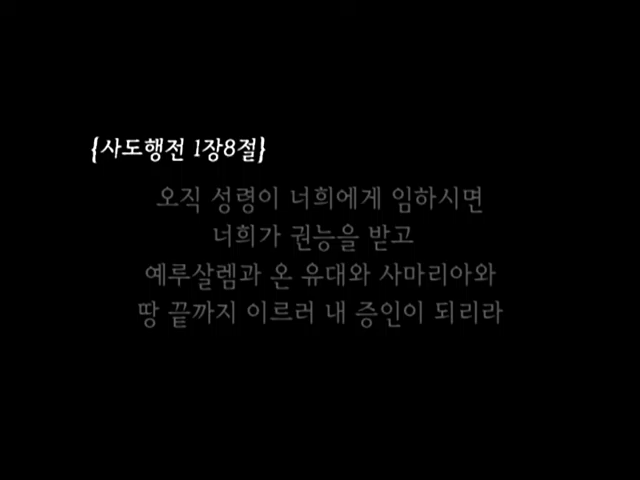 {사도행전 1장8절}
오직 성령이 너희에게 임하시면
너희가 권능을 받고
예루살렘과 온 유대와 사마리아와
땅 끝까지 이르러 내 증인이 되리라